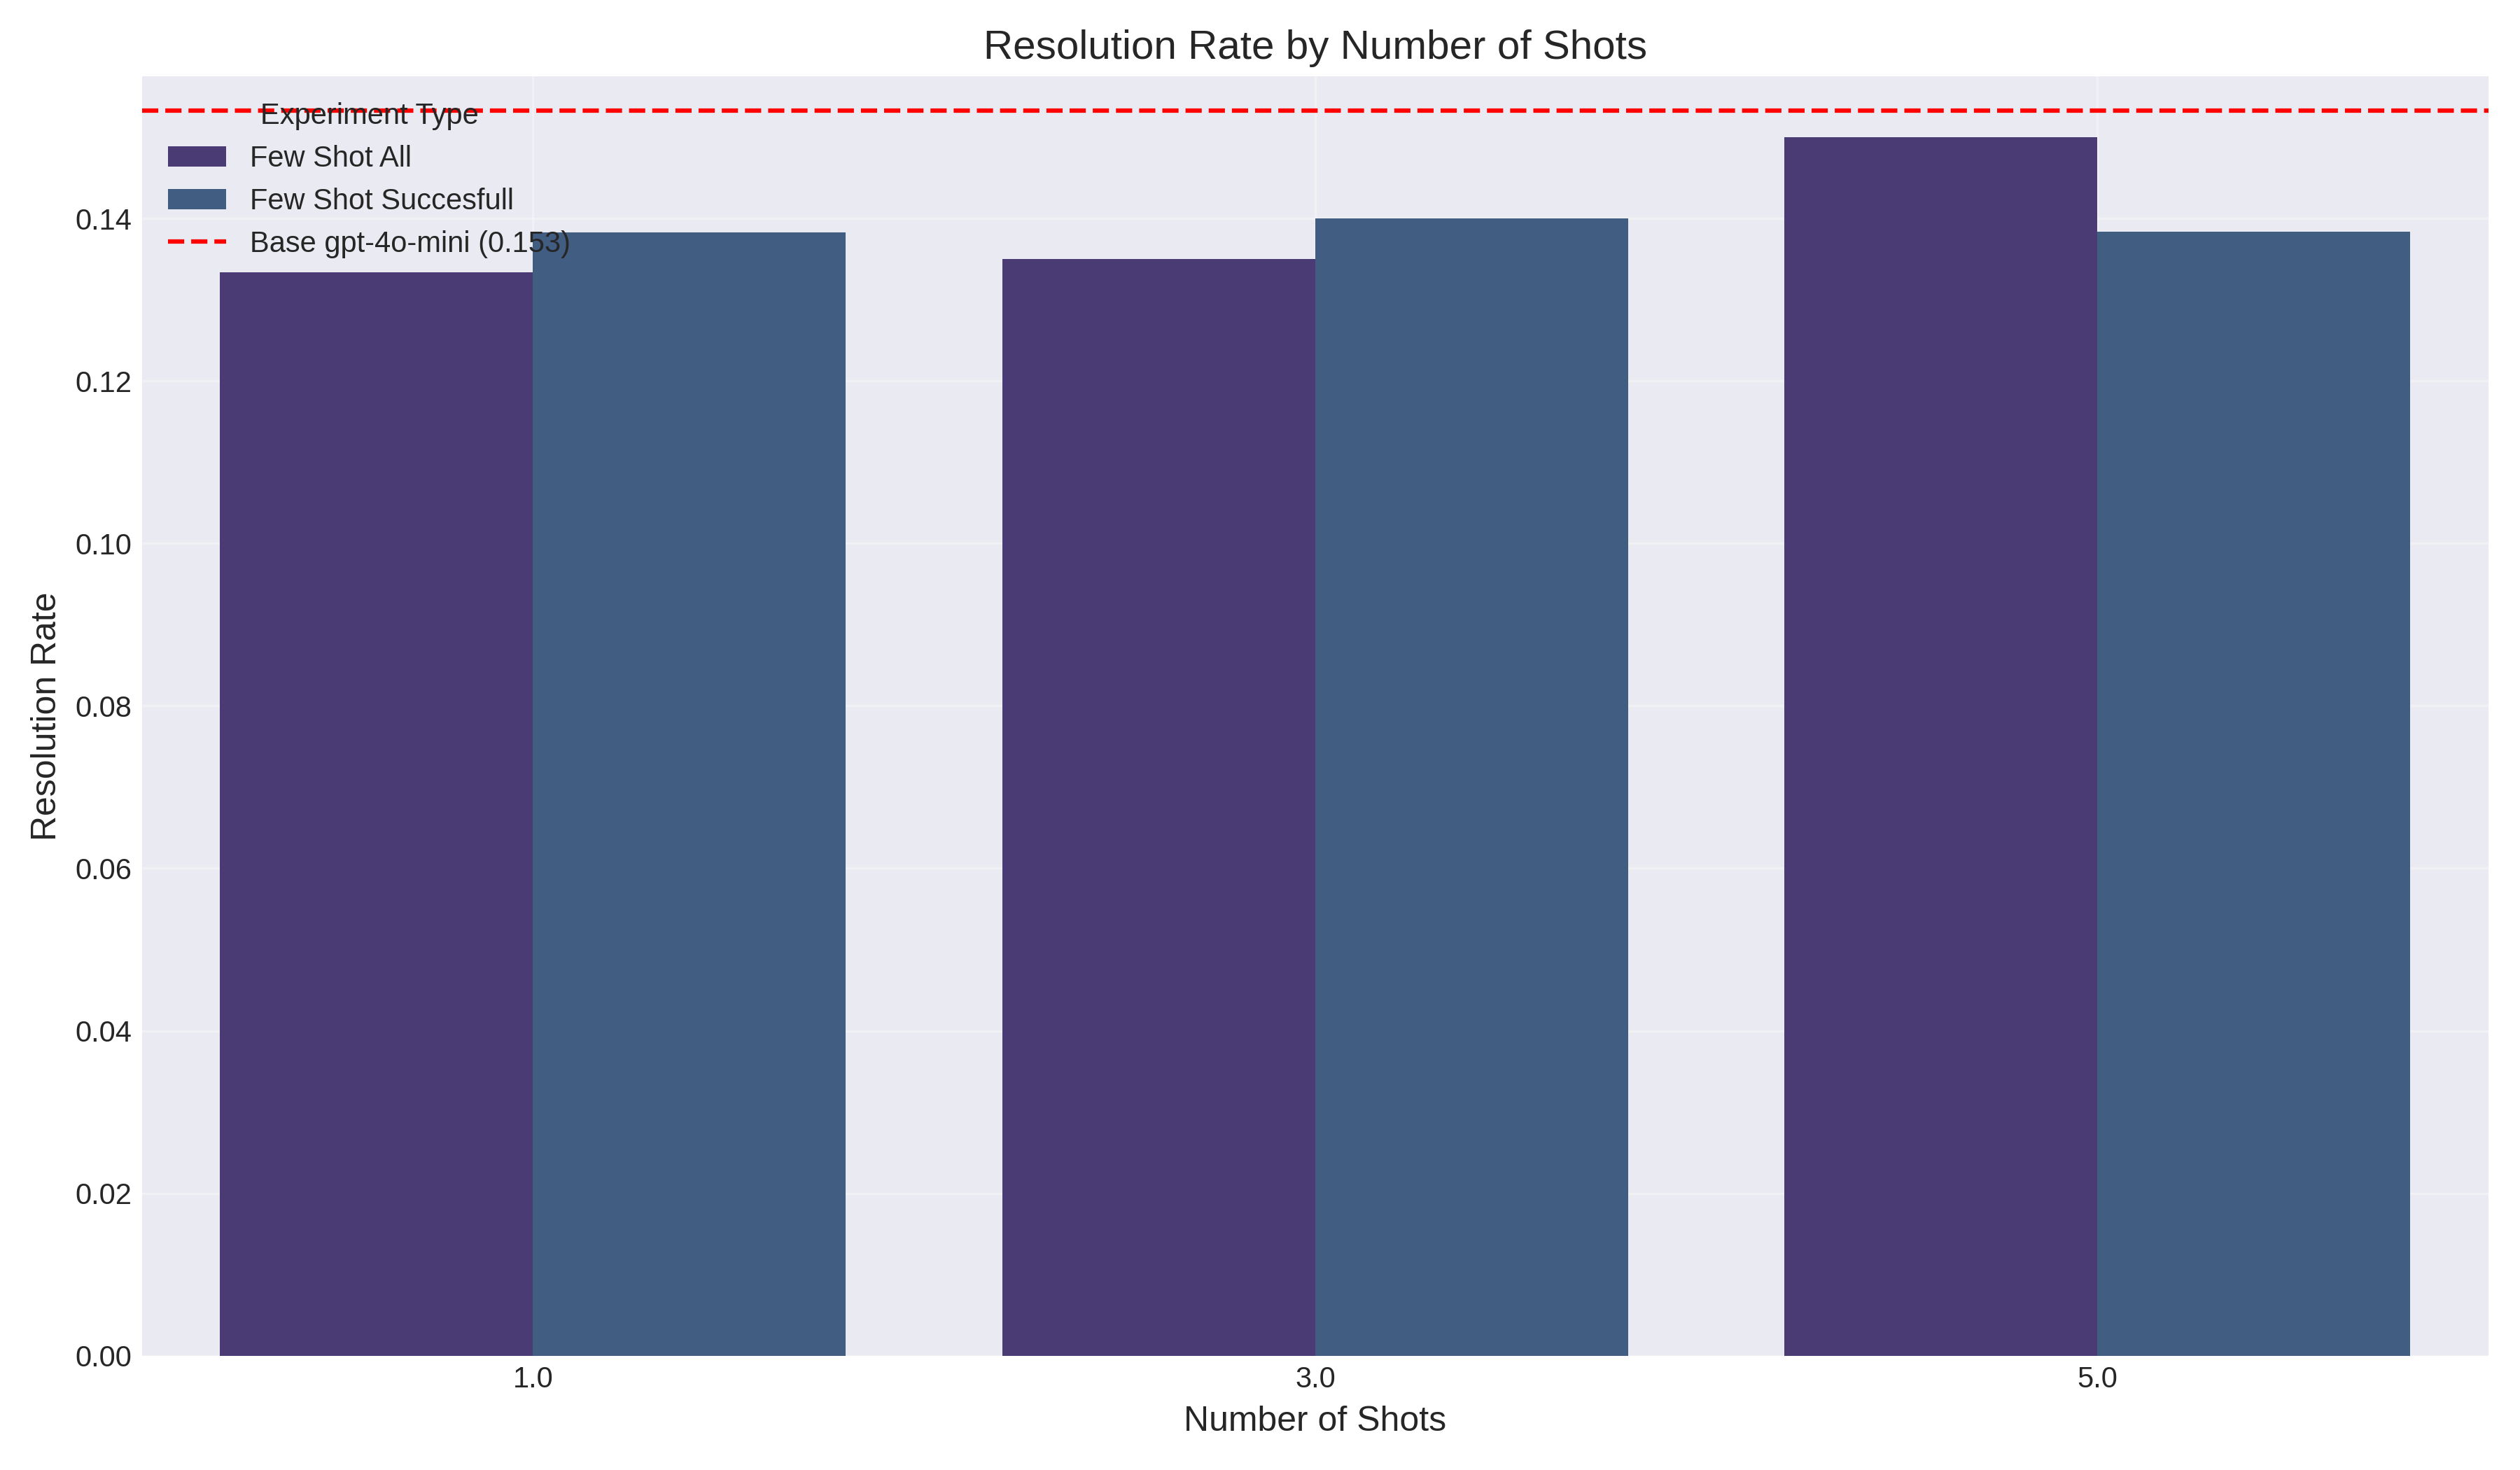 Resolution Rate by Number of Shots
Experiment Type
Few Shot All
Few Shot Succesfull
Base gpt-4o-mini (0.153)
Resolution Rate
0.14
0.12
0.10
0.08
0.06
0.04
0.02
0.00
1.0
3.0
5.0
Number of Shots